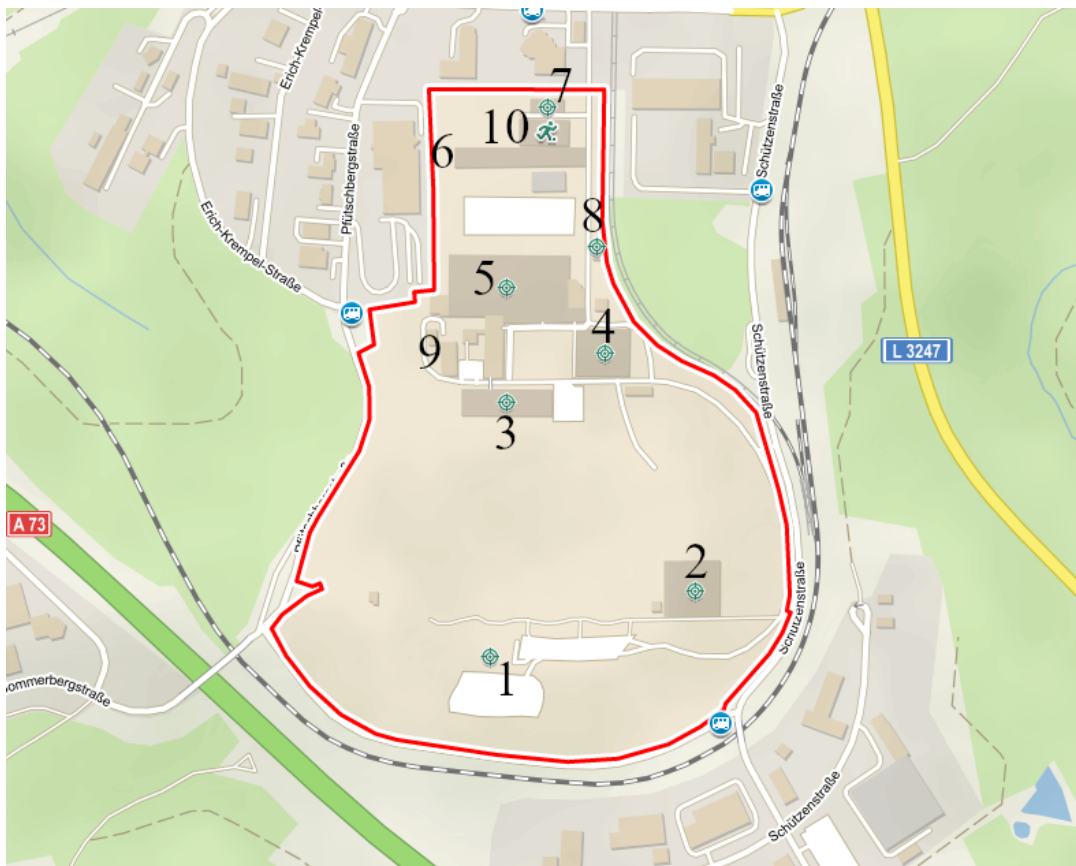 Erich-Krempel-
Erich-Krempel-Straße
Pfütschbergstraße
7
10
6
Schützenstraße
8
5
4
9
3
Schützenstraße
L 3247
A 73
2
Schützenstraße
1
ommerbergstraße
Schützenstraße